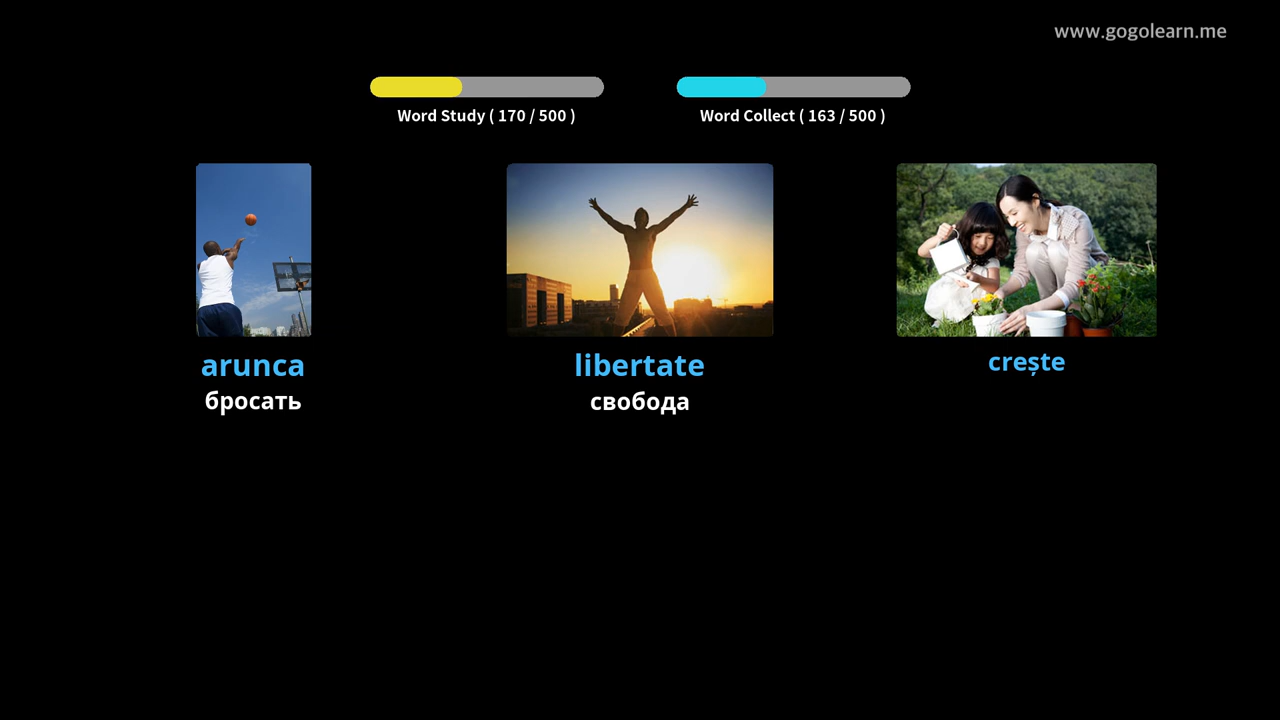 www.gogolearn.me
Word Study ( 170 / 500 )
Word Collect ( 163 / 500 )
arunca
бросать
libertate
свобода
crește